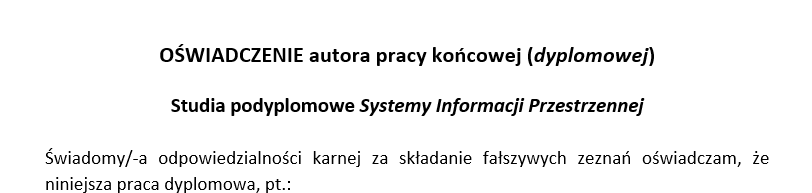 OŚWIADCZENIE autora pracy końcowej (dyplomowej)
Studia podyplomowe Systemy Informacji Przestrzennej
Świadomy/-a odpowiedzialności karnej za składanie fałszywych zeznań oświadczam, że
niniejsza praca dyplomowa, pt.: